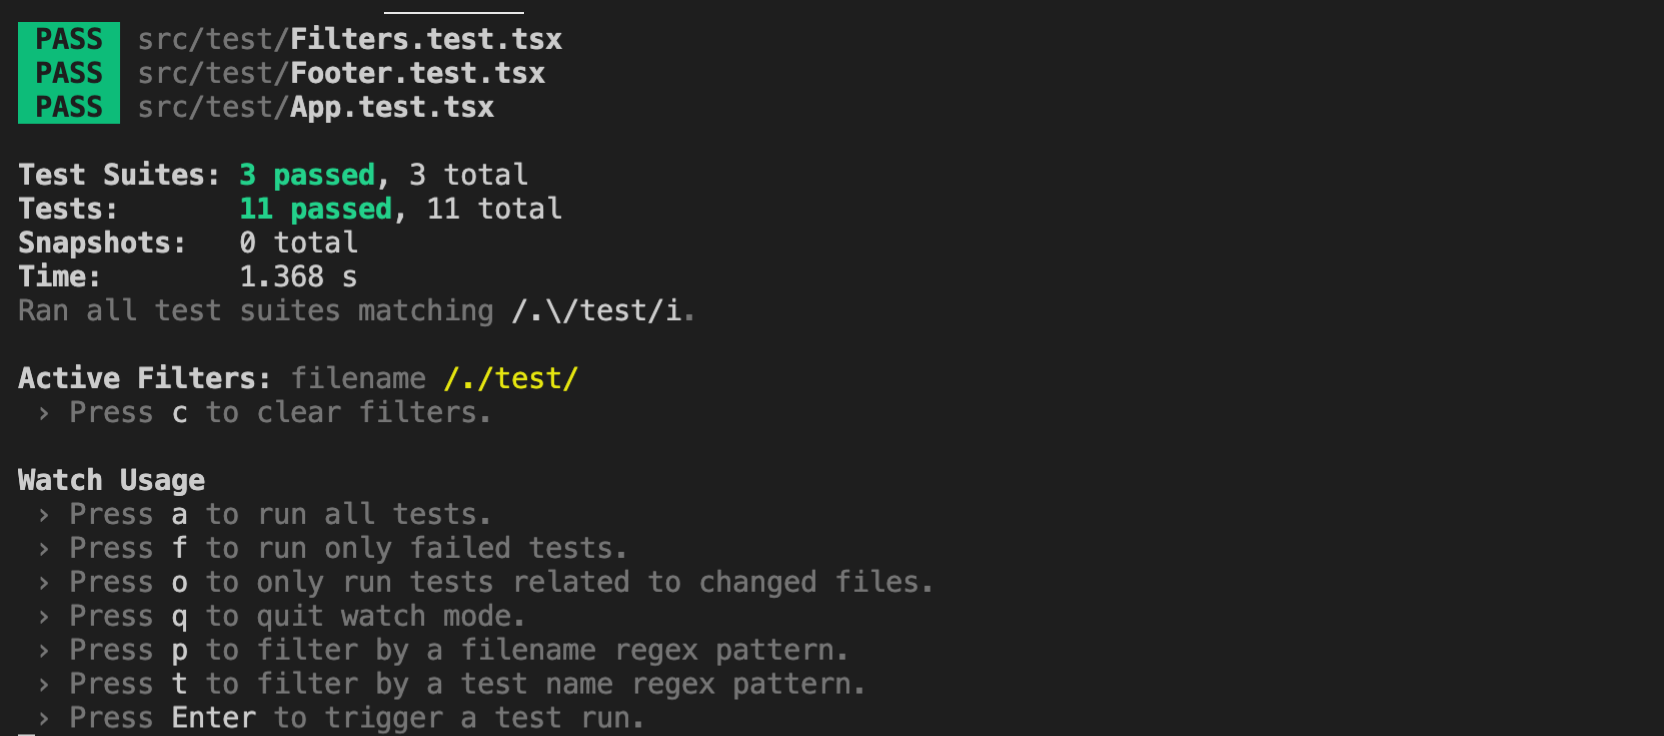 PASS src/test/Filters.test.tsx
PASS src/test/Footer.test.tsx
PASS src/test/App.test.tsx
Test Suites: 3 passed, 3 total
Tests: 11 passed, 11 total
Snapshots: 0 total
Time: 1.368 s
Ran all test suites matching /.\/test/i.
Active Filters: filename /./test/
› Press c to clear filters.
Watch Usage
› Press a to run all tests.
› Press f to run only failed tests.
› Press o to only run tests related to changed files.
› Press q to quit watch mode.
› Press p to filter by a filename regex pattern.
› Press t to filter by a test name regex pattern.
› Press Enter to trigger a test run.